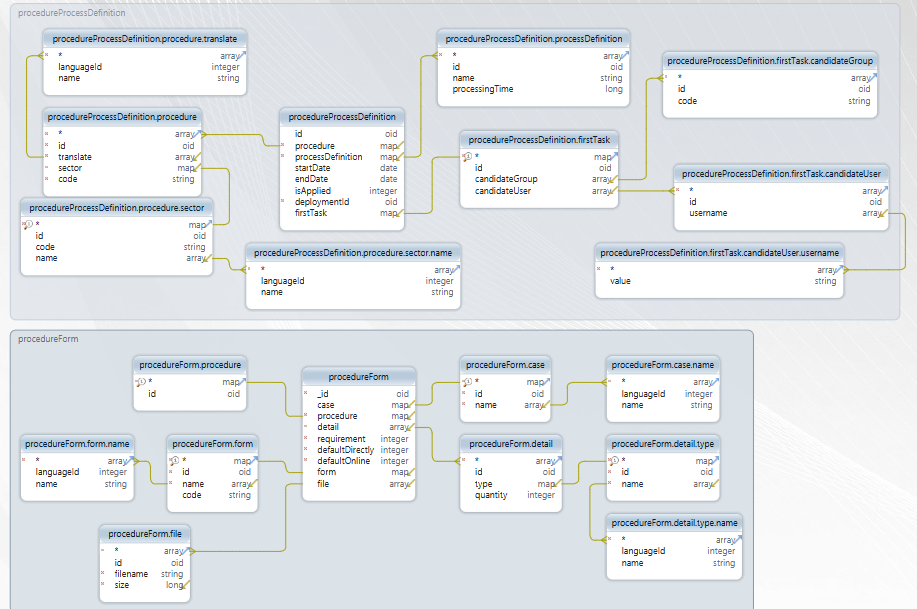 procedureProcessDefinition
procedureProcessDefinition.procedure.translate
* array
languageId integer
name string
procedureProcessDefinition.processDefinition
* array
id oid
name string
processingTime long
procedureProcessDefinition.firstTask.candidateGroup
* array
id oid
code string
procedureProcessDefinition.procedure
* array
id oid
translate array
sector map
code string
procedureProcessDefinition
id oid
procedure map
processDefinition map
startDate date
endDate date
isApplied integer
deploymentId oid
firstTask map
procedureProcessDefinition.firstTask
* map
id oid
candidateGroup array
candidateUser array
procedureProcessDefinition.firstTask.candidateUser
* array
id oid
username array
procedureProcessDefinition.procedure.sector
* map
id oid
code string
name array
procedureProcessDefinition.procedure.sector.name
* array
languageId integer
name string
procedureProcessDefinition.firstTask.candidateUser.username
* array
value string
procedureForm
procedureForm.procedure
* map
id oid
procedureForm
_id oid
case map
procedure map
detail array
requirement integer
defaultDirectly integer
defaultOnline integer
form map
file array
procedureForm.case
* map
id oid
name array
procedureForm.case.name
* array
languageId integer
name string
procedureForm.form.name
* array
languageId integer
name string
procedureForm.form
* map
id oid
name array
code string
procedureForm.detail
* array
id oid
type map
quantity integer
procedureForm.detail.type
* map
id oid
name array
procedureForm.file
* array
id oid
filename string
size long
procedureForm.detail.type.name
* array
languageId integer
name string